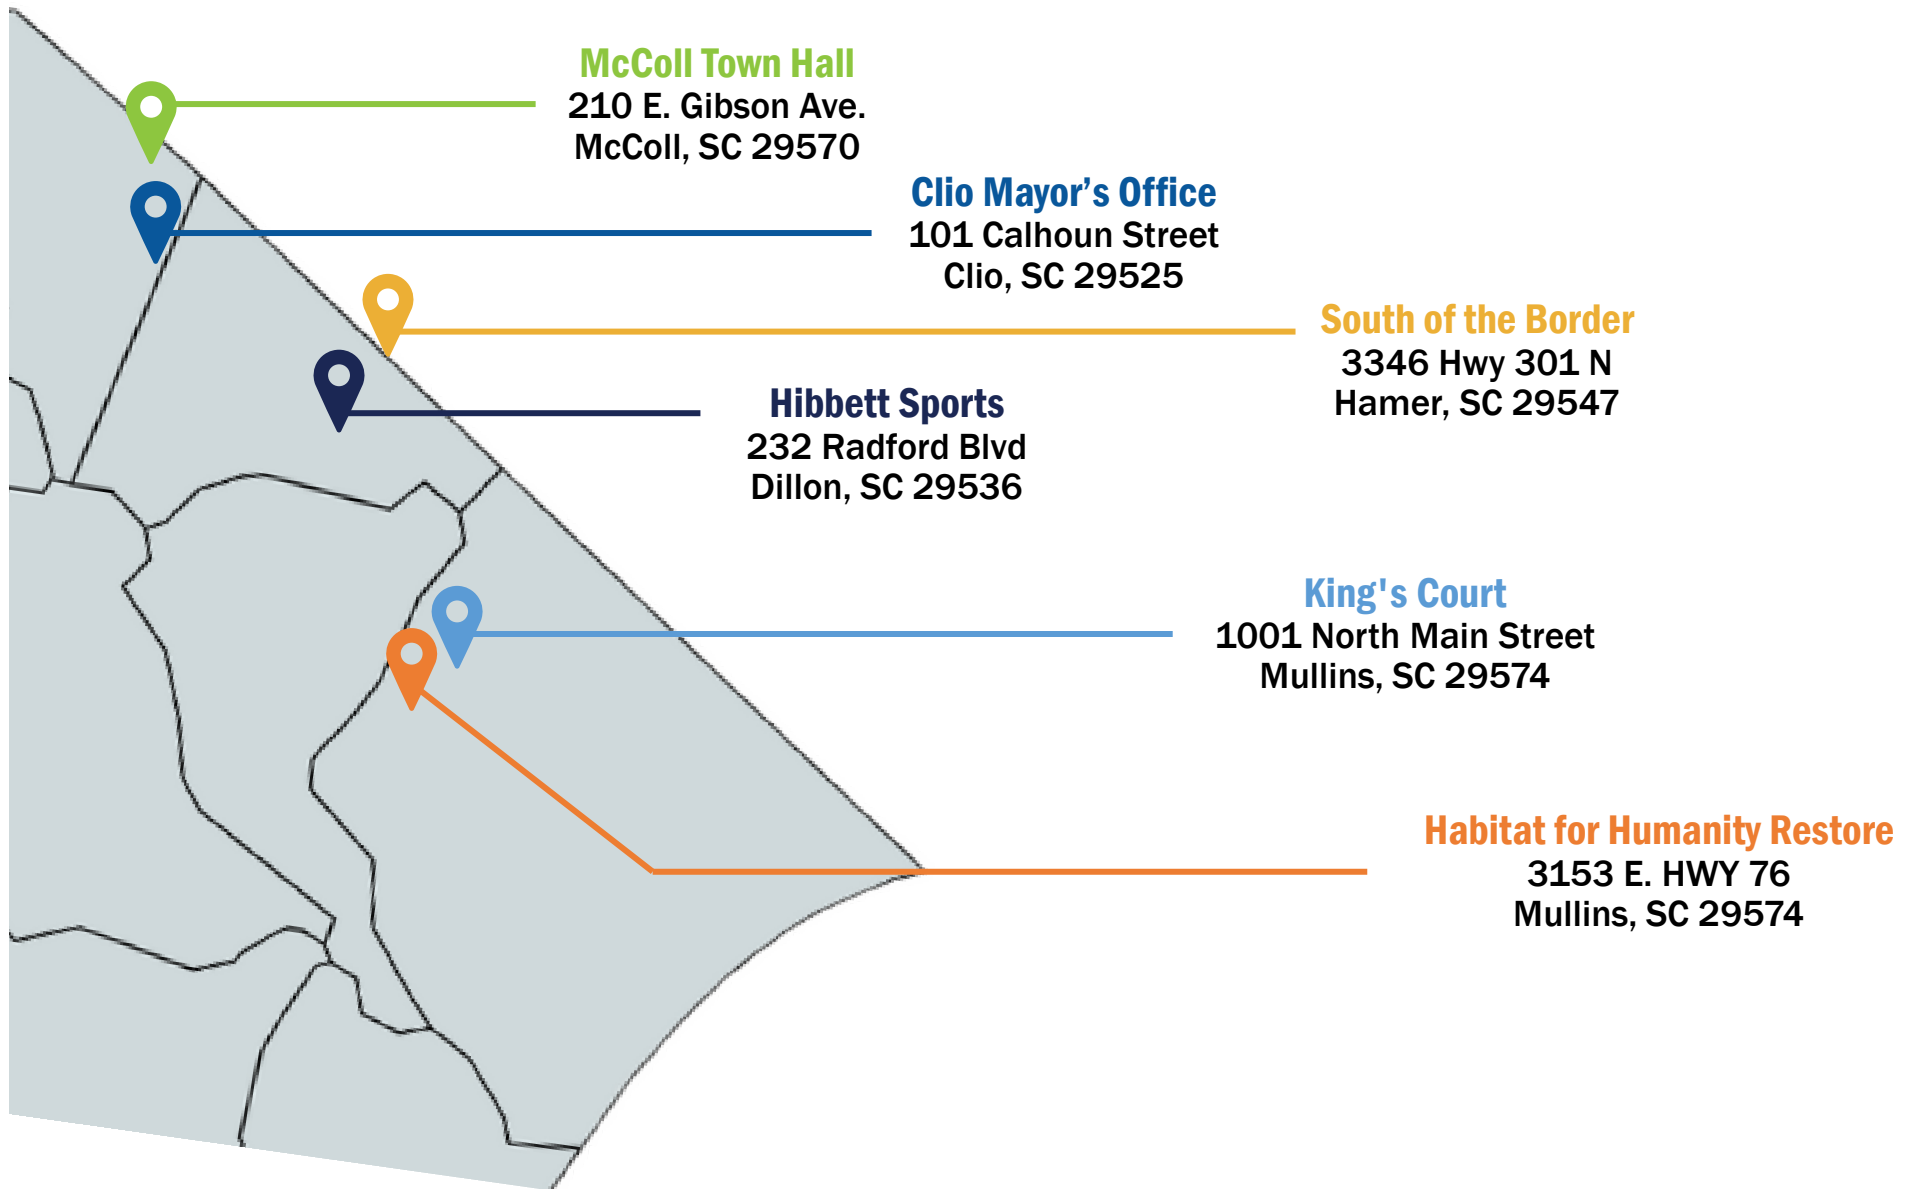 McColl Town Hall
210 E. Gibson Ave.
McColl, SC 29570
Clio Mayor’s Office
101 Calhoun Street
Clio, SC 29525
South of the Border
3346 Hwy 301 N
Hamer, SC 29547
Hibbett Sports
232 Radford Blvd
Dillon, SC 29536
King's Court
1001 North Main Street
Mullins, SC 29574
Habitat for Humanity Restore
3153 E. HWY 76
Mullins, SC 29574